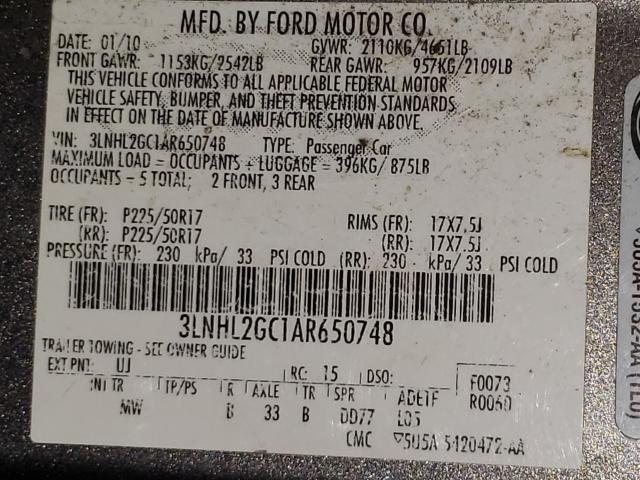 MFD. BY FORD MOTOR CO.
DATE: 01/10 GVWR: 2110KG/4651LB
FRONT GAWR: 1153KG/2542LB REAR GAWR: 957KG/2109LB
THIS VEHICLE CONFORMS TO ALL APPLICABLE FEDERAL MOTOR
VEHICLE SAFETY, BUMPER, AND THEFT PREVENTION STANDARDS
IN EFFECT ON THE DATE OF MANUFACTURE SHOWN ABOVE.
VIN: 3LNHL2GC1AR650748 TYPE: Passenger Car
MAXIMUM LOAD = OCCUPANTS + LUGGAGE = 396KG/ 875LB
OCCUPANTS = 5 TOTAL; 2 FRONT, 3 REAR
TIRE (FR): P225/50R17 RIMS (FR): 17X7.5J
(RR): P225/50R17 (RR): 17X7.5J
PRESSURE (FR): 230 kPa/ 33 PSI COLD (RR): 230 kPa/ 33 PSI COLD
3LNHL2GC1AR650748
TRAILER TOWING - SEE OWNER GUIDE
EXT PNT: UJ RC: 15 DSO: F0073
INT TR TP/PS R AXLE TR SPR ADE1F R0060
MW B 33 B DD77 L05
CMC 5U5A 5420472-AA